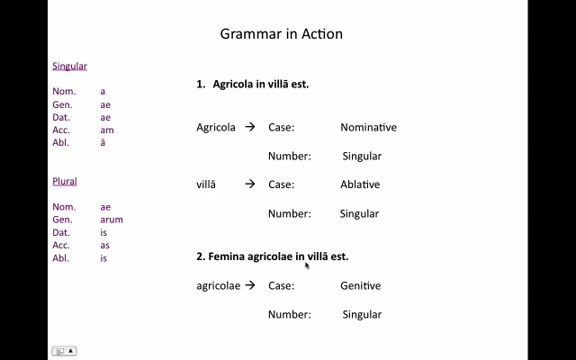 Grammar in Action
Singular
Nom. a
Gen. ae
Dat. ae
Acc. am
Abl. ā
Plural
Nom. ae
Gen. arum
Dat. is
Acc. as
Abl. is
1. Agricola in villā est.
Agricola → Case: Nominative
Number: Singular
villā → Case: Ablative
Number: Singular
2. Femina agricolae in villā est.
agricolae → Case: Genitive
Number: Singular